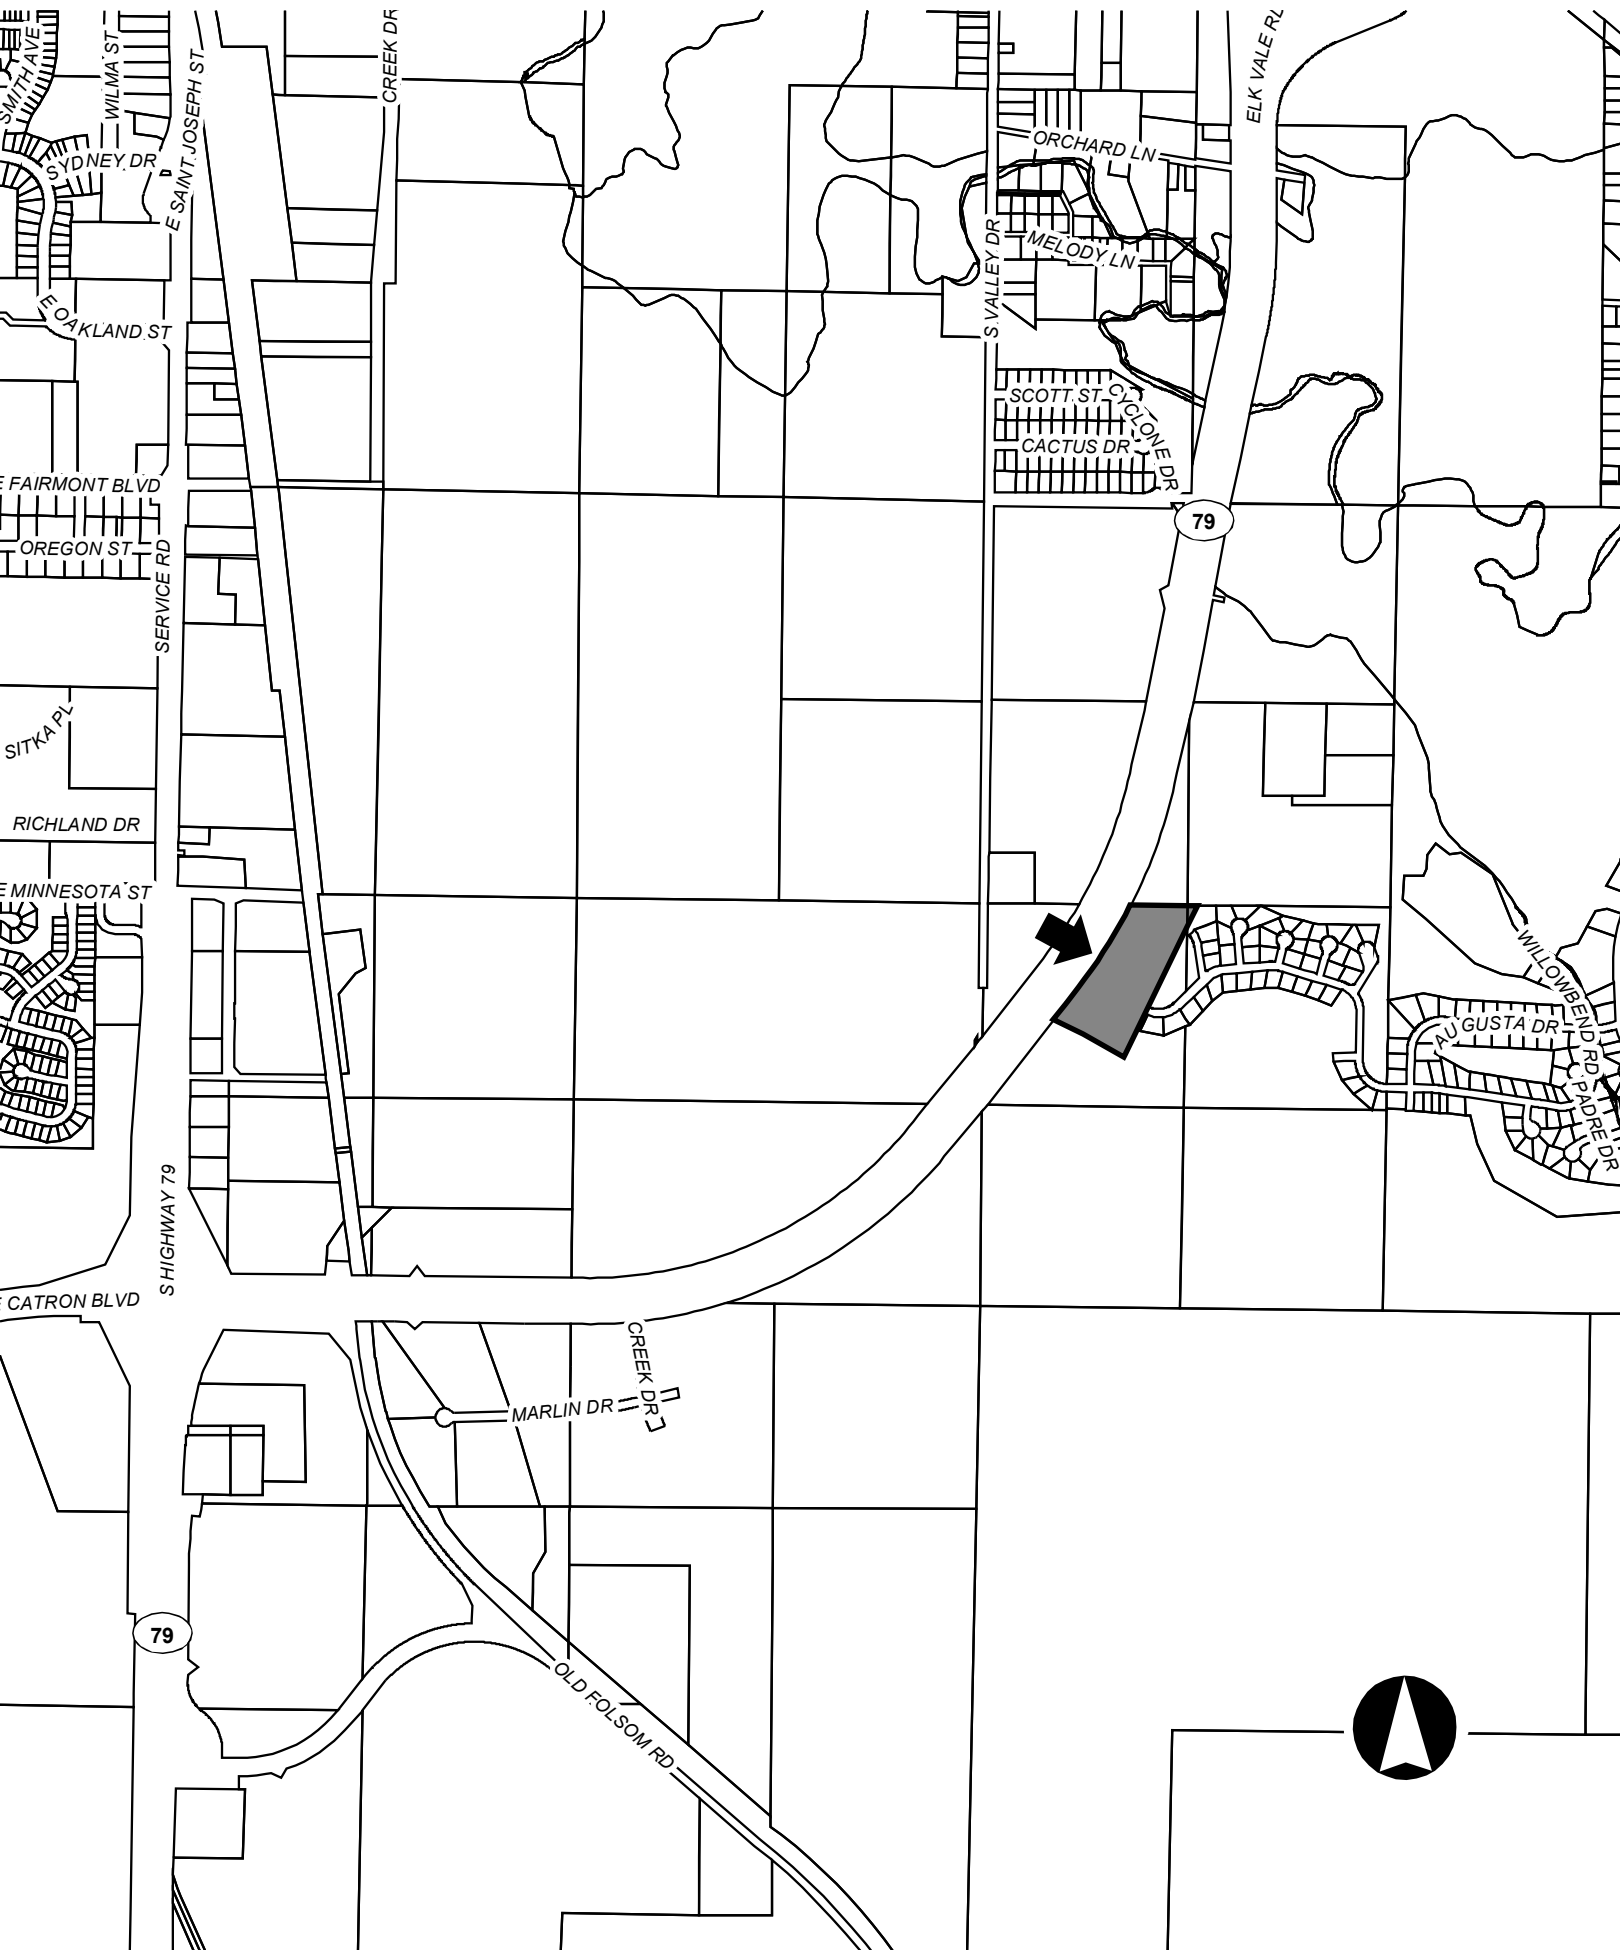 SMITH AVE
WILMA ST
E SAINT JOSEPH ST
CREEK DR
ELK VALE RD
SYDNEY DR
ORCHARD LN
MELODY LN
S VALLEY DR
E OAKLAND ST
SCOTT ST
CYCLONE DR
CACTUS DR
E FAIRMONT BLVD
79
OREGON ST
SERVICE RD
SITKA PL
RICHLAND DR
E MINNESOTA ST
WILLOWBEND RD
AUGUSTA DR
PADRE DR
S HIGHWAY 79
E CATRON BLVD
CREEK DR
MARLIN DR
79
OLD FOLSOM RD